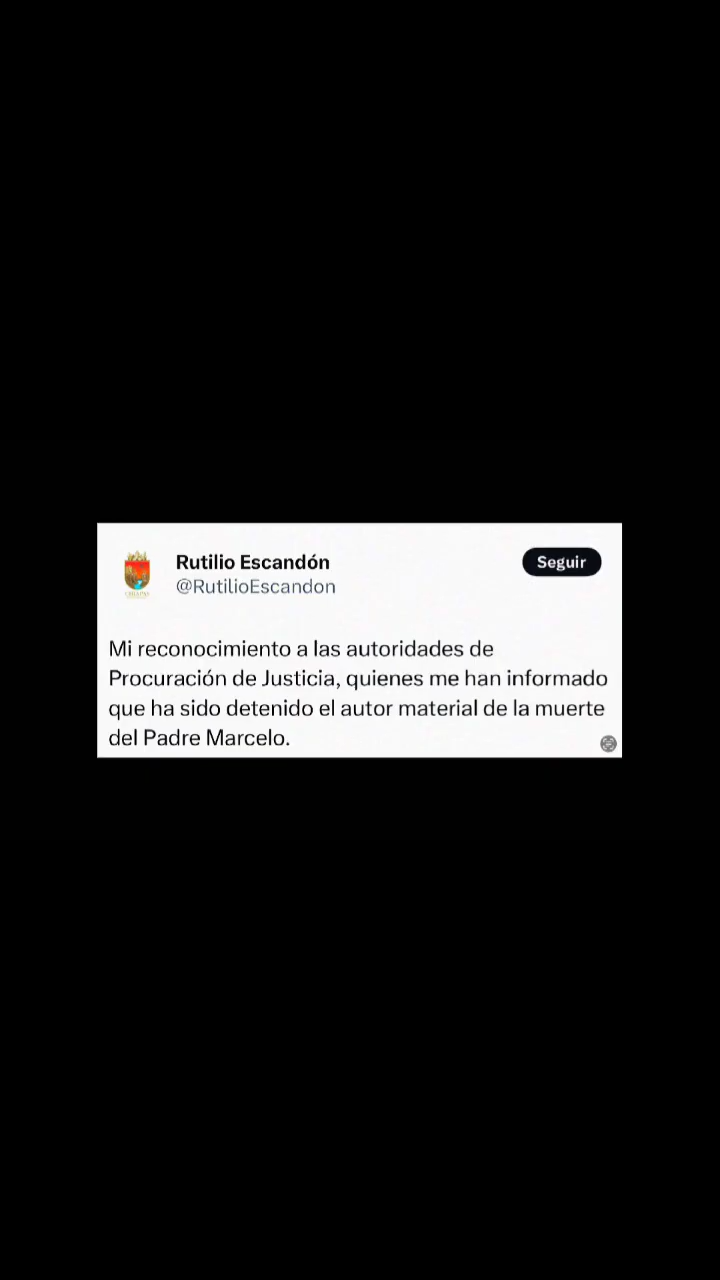 Rutilio Escandón
Seguir
@RutilioEscandon
Mi reconocimiento a las autoridades de
Procuración de Justicia, quienes me han informado
que ha sido detenido el autor material de la muerte
del Padre Marcelo.